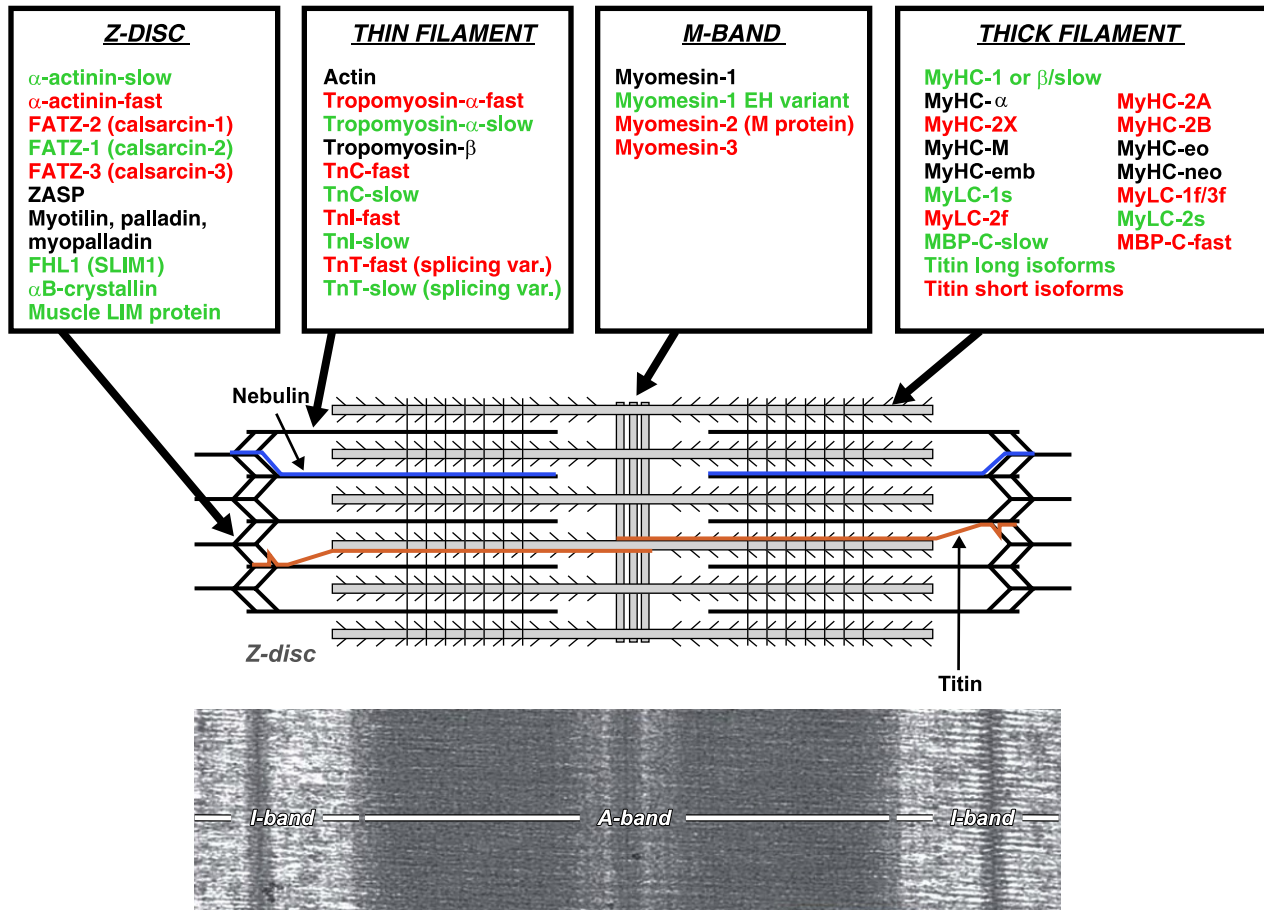 Z-DISC
α-actinin-slow
α-actinin-fast
FATZ-2 (calsarcin-1)
FATZ-1 (calsarcin-2)
FATZ-3 (calsarcin-3)
ZASP
Myotilin, palladin,
myopalladin
FHL1 (SLIM1)
αB-crystallin
Muscle LIM protein
THIN FILAMENT
Actin
Tropomyosin-α-fast
Tropomyosin-α-slow
Tropomyosin-β
TnC-fast
TnC-slow
TnI-fast
TnI-slow
TnT-fast (splicing var.)
TnT-slow (splicing var.)
M-BAND
Myomesin-1
Myomesin-1 EH variant
Myomesin-2 (M protein)
Myomesin-3
THICK FILAMENT
MyHC-1 or β/slow
MyHC-α MyHC-2A
MyHC-2X MyHC-2B
MyHC-M MyHC-eo
MyHC-emb MyHC-neo
MyLC-1s MyLC-1f/3f
MyLC-2f MyLC-2s
MBP-C-slow MBP-C-fast
Titin long isoforms
Titin short isoforms
Nebulin
Z-disc
Titin
I-band A-band I-band